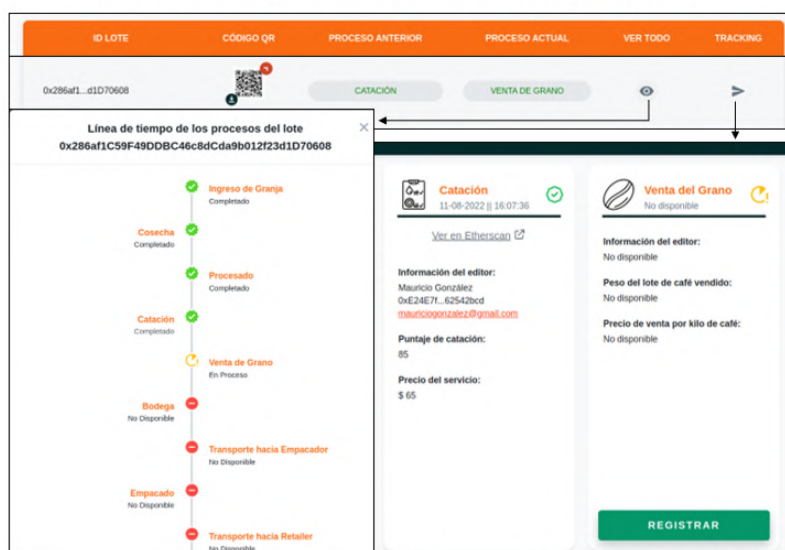 ID LOTE CÓDIGO QR PROCESO ANTERIOR PROCESO ACTUAL VER TODO TRACKING
0x286af1...d1D70608 CATACIÓN VENTA DE GRANO
Línea de tiempo de los procesos del lote
0x286af1C59F49DDBC46c8dCda9b012f23d1D70608
Ingreso de Granja
Completado
Cosecha
Completado
Procesado
Completado
Catación
Completado
Venta de Grano
En Proceso
Bodega
No Disponible
Transporte hacia Empacador
No Disponible
Empacado
No Disponible
Transporte hacia Retailer
No Disponible
Catación
11-08-2022 || 16:07:36
Ver en Etherscan
Información del editor:
Mauricio González
0xE24E7f...62542bcd
mauriciogonzalez@gmail.com
Puntaje de catación:
85
Precio del servicio:
$ 65
Venta del Grano
No disponible
Información del editor:
No disponible
Peso del lote de café vendido:
No disponible
Precio de venta por kilo de café:
No disponible
REGISTRAR